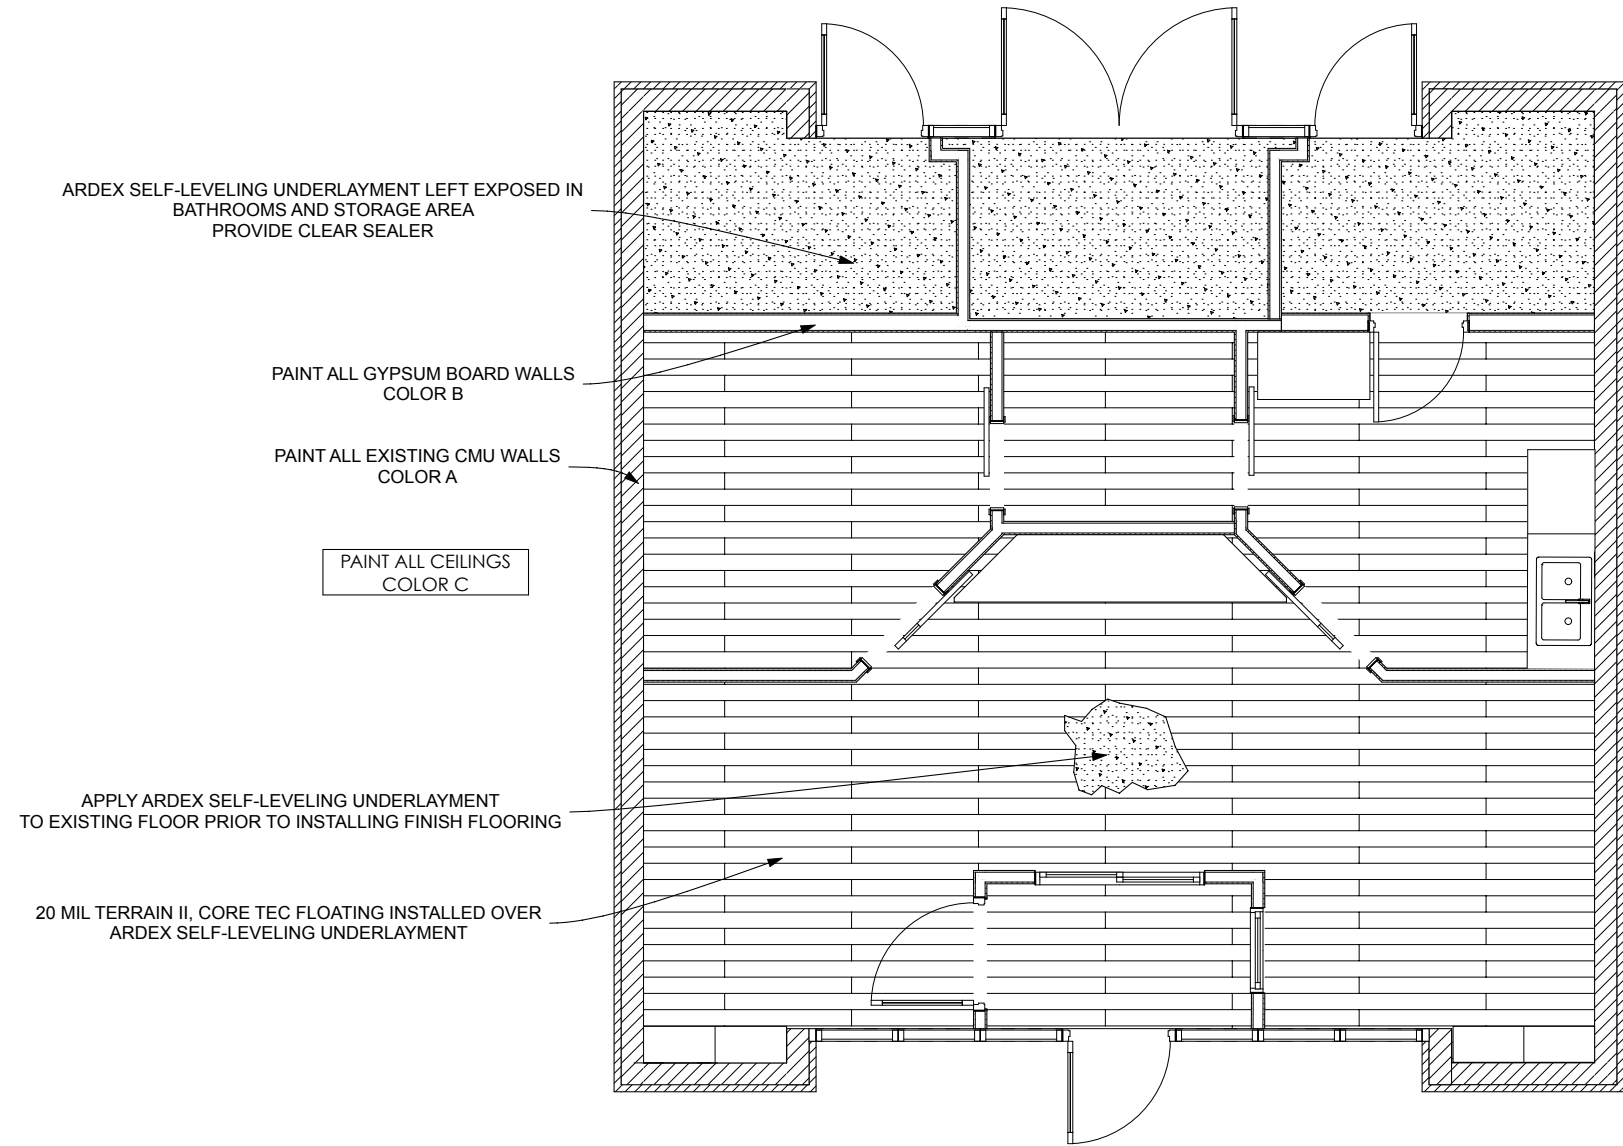 ARDEX SELF-LEVELING UNDERLAYMENT LEFT EXPOSED IN
BATHROOMS AND STORAGE AREA
PROVIDE CLEAR SEALER
PAINT ALL GYPSUM BOARD WALLS
COLOR B
PAINT ALL EXISTING CMU WALLS
COLOR A
PAINT ALL CEILINGS
COLOR C
APPLY ARDEX SELF-LEVELING UNDERLAYMENT
TO EXISTING FLOOR PRIOR TO INSTALLING FINISH FLOORING
20 MIL TERRAIN II, CORE TEC FLOATING INSTALLED OVER
ARDEX SELF-LEVELING UNDERLAYMENT